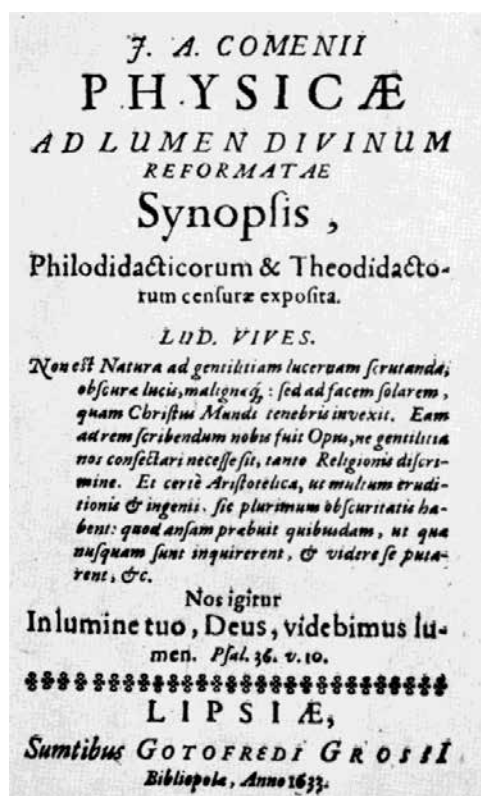 J. A. COMENII
PHYSICÆ
AD LUMEN DIVINUM
REFORMATAE
Synopſis,
Philodidacticorum & Theodidacto-
rum cenſuræ expoſita.
LUD. VIVES.
Non eſt Natura ad gentilitiam lucernam ſcrutanda,
obſcuræ lucis, malignæq́; : ſed ad facem ſolarem,
quam Chriſtus Mundi tenebris invexit. Eam
ad rem ſcribendum nobis fuit Opus, ne gentilitia
nos conſectari neceſſe ſit, tanto Religionis diſcri-
mine. Et certè Ariſtotelica, ut multum erudi-
tionis & ingenii, ſic plurimum obſcuritatis ha-
bent: quod anſam præbuit quibusdam, ut quæ
nuſquam ſunt inquirerent, & videre ſe puta-
rent, &c.
Nos igitur
In lumine tuo, Deus, videbimus lu-
men. Pſal. 36. v. 10.
LIPSIÆ,
Sumtibus GOTOFREDI GROSSI
Bibliopolæ, Anno 1633.